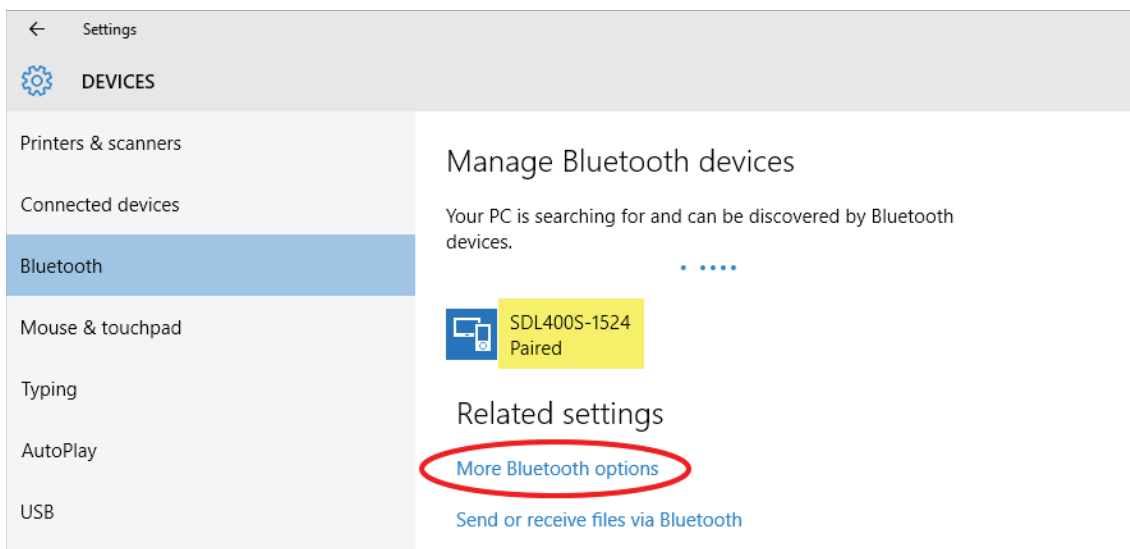 Settings
DEVICES
Printers & scanners
Connected devices
Bluetooth
Mouse & touchpad
Typing
AutoPlay
USB
Manage Bluetooth devices
Your PC is searching for and can be discovered by Bluetooth
devices.
SDL400S-1524
Paired
Related settings
More Bluetooth options
Send or receive files via Bluetooth